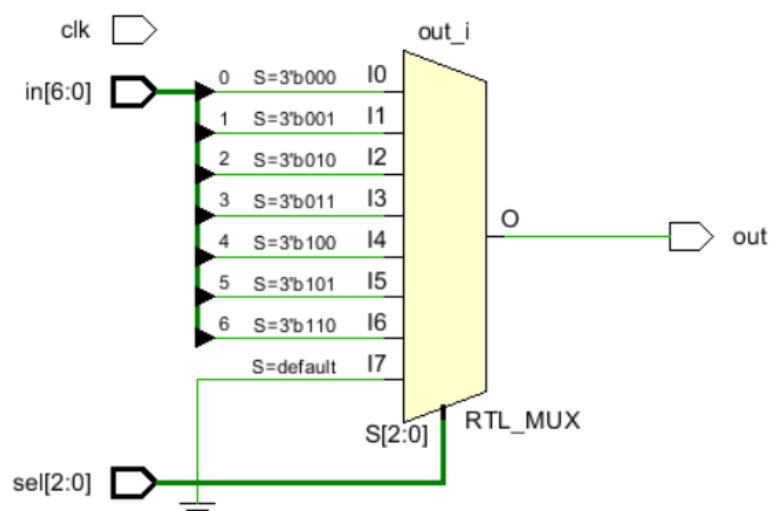 clk
out_i
in[6:0]
0 S=3'b000 I0
1 S=3'b001 I1
2 S=3'b010 I2
3 S=3'b011 I3
4 S=3'b100 I4
5 S=3'b101 I5
6 S=3'b110 I6
S=default I7
O
out
S[2:0]
RTL_MUX
sel[2:0]